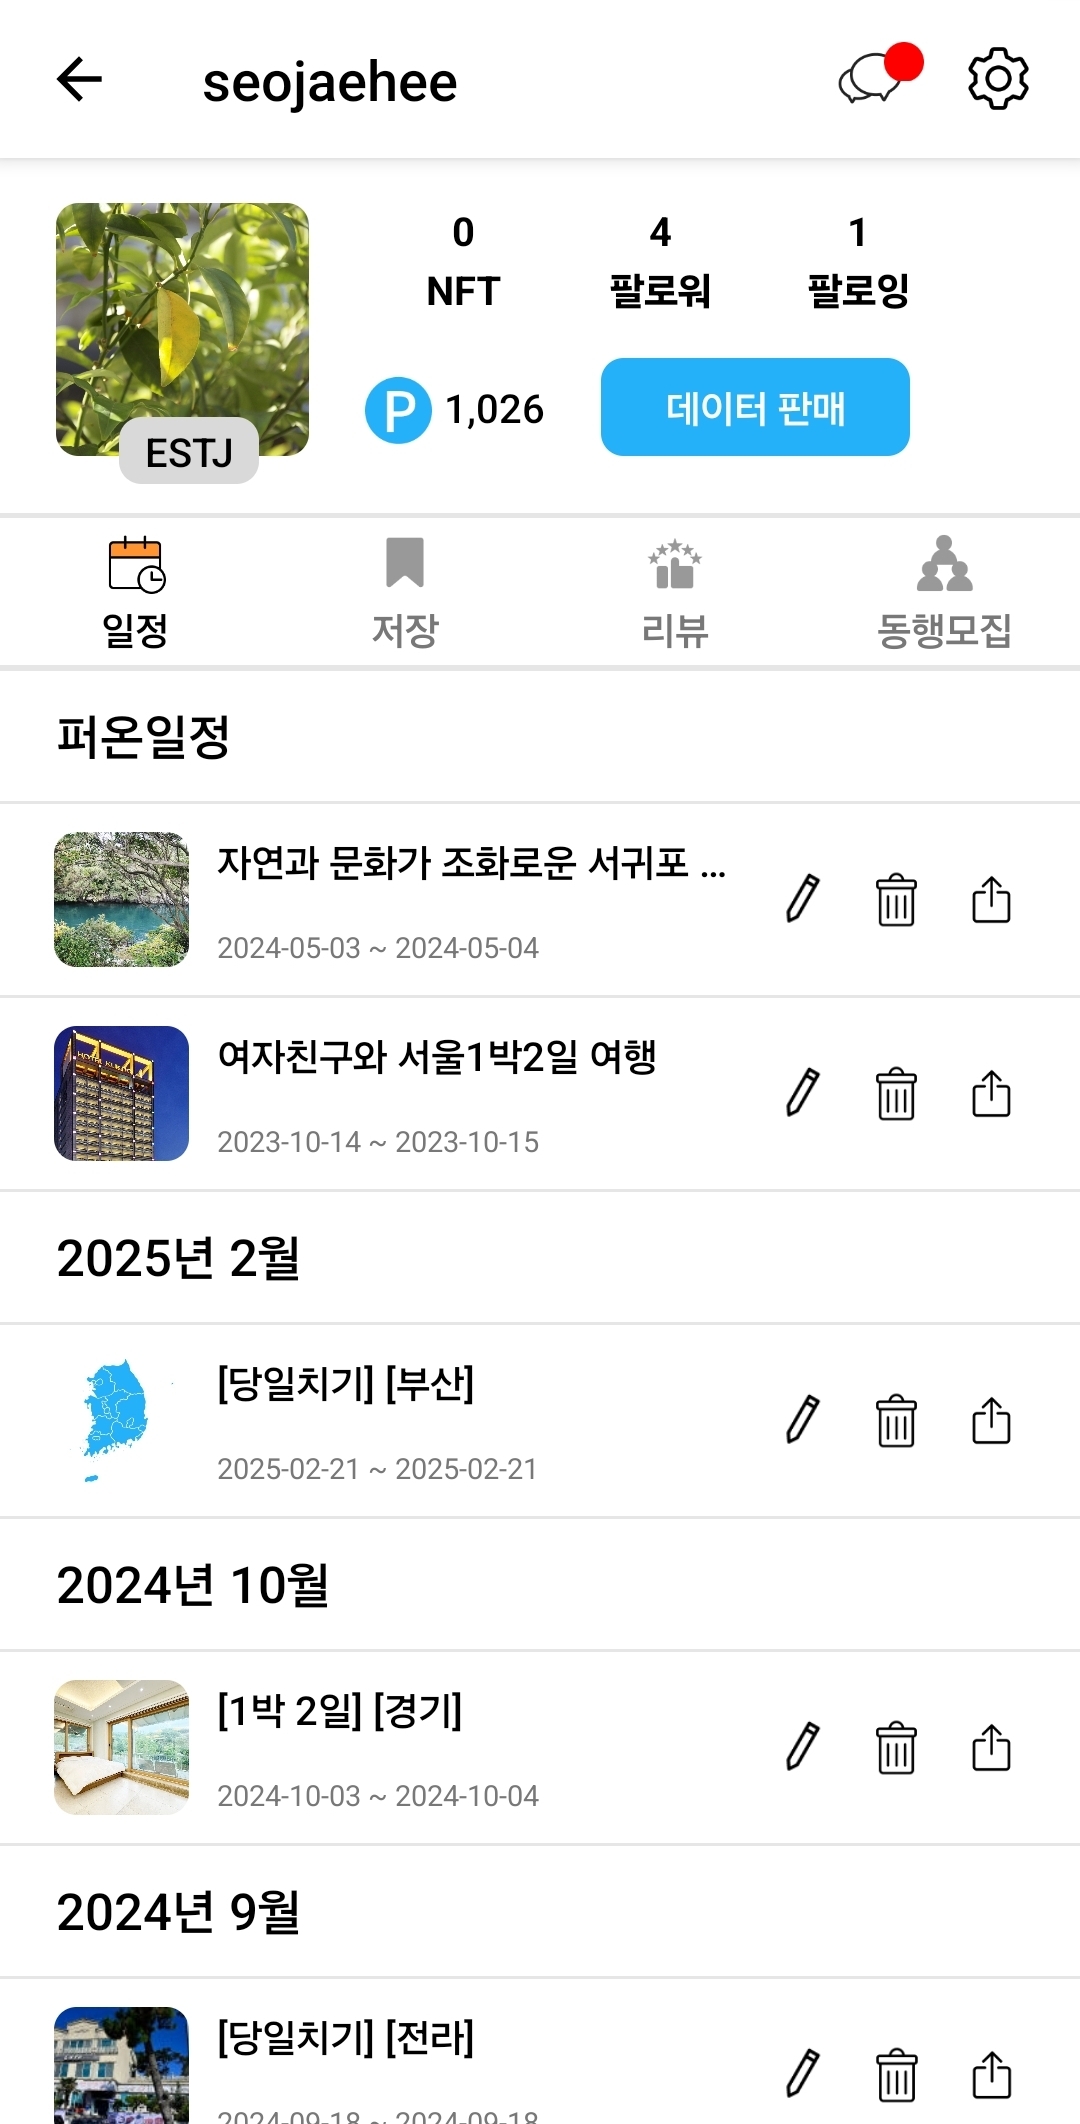 seojaehee
0 4 1
NFT 팔로워 팔로잉
P 1,026 데이터 판매
ESTJ
일정 저장 리뷰 동행모집
퍼온일정
자연과 문화가 조화로운 서귀포 ...
2024-05-03 ~ 2024-05-04
여자친구와 서울1박2일 여행
2023-10-14 ~ 2023-10-15
2025년 2월
[당일치기] [부산]
2025-02-21 ~ 2025-02-21
2024년 10월
[1박 2일] [경기]
2024-10-03 ~ 2024-10-04
2024년 9월
[당일치기] [전라]
2024-09-18 ~ 2024-09-18